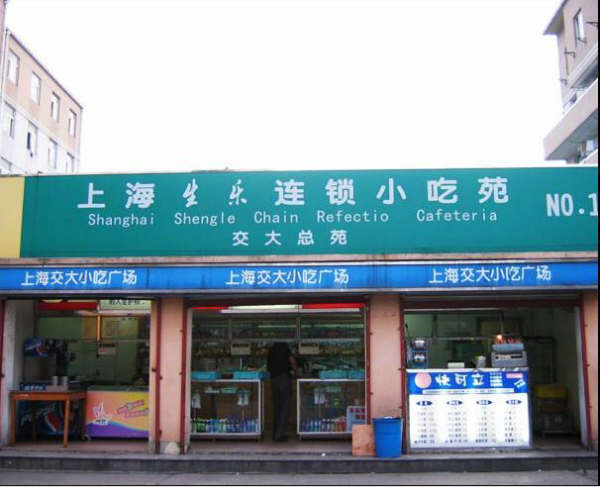 上海生乐连锁小吃苑
Shanghai Shengle Chain Refectio Cafeteria
NO.1
交大总苑
上海交大小吃广场
上海交大小吃广场
上海交大小吃广场
快可立